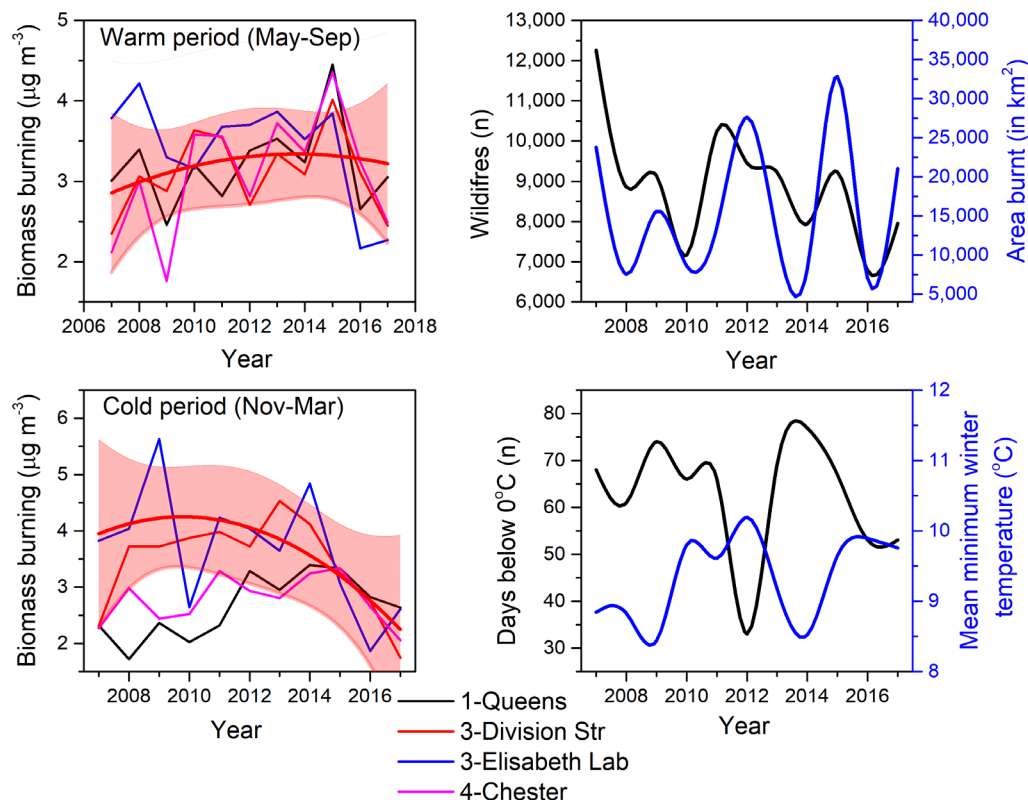 Warm period (May-Sep)
Biomass burning (µg m⁻³)
5
4
3
2
2006 2008 2010 2012 2014 2016 2018
Year
Wildifres (n)
13,000
12,000
11,000
10,000
9,000
8,000
7,000
6,000
2008 2010 2012 2014 2016
Year
40,000
35,000
30,000
25,000
20,000
15,000
10,000
5,000
Area burnt (in km²)
Cold period (Nov-Mar)
Biomass burning (µg m⁻³)
6
5
4
3
2
2008 2010 2012 2014 2016
Year
Days below 0°C (n)
80
70
60
50
40
30
2008 2010 2012 2014 2016
Year
12
11
10
9
8
Mean minimum winter
temperature (°C)
1-Queens
3-Division Str
3-Elisabeth Lab
4-Chester